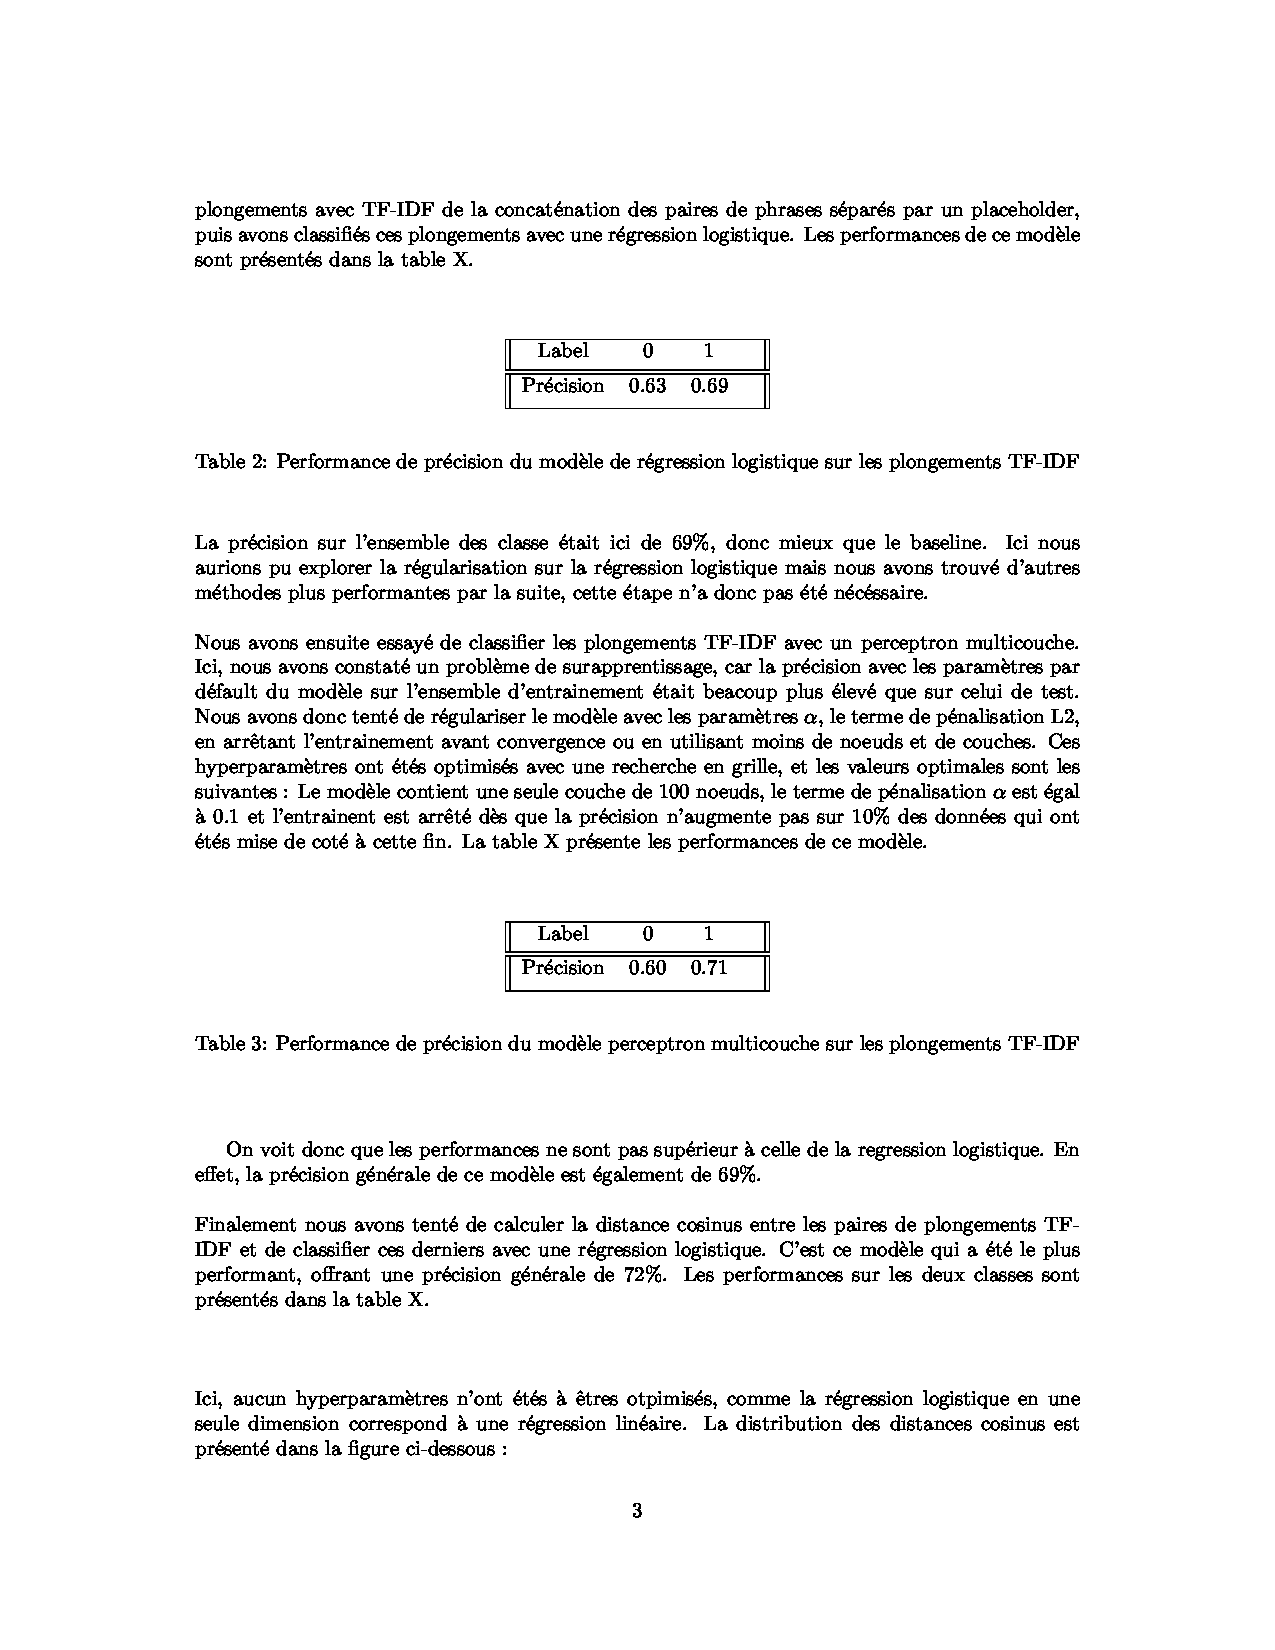 plongements avec TF-IDF de la concaténation des paires de phrases séparés par un placeholder,
puis avons classifiés ces plongements avec une régression logistique. Les performances de ce modèle
sont présentés dans la table X.
Label 0 1
Précision 0.63 0.69
Table 2: Performance de précision du modèle de régression logistique sur les plongements TF-IDF
La précision sur l'ensemble des classe était ici de 69%, donc mieux que le baseline. Ici nous
aurions pu explorer la régularisation sur la régression logistique mais nous avons trouvé d'autres
méthodes plus performantes par la suite, cette étape n'a donc pas été nécéssaire.
Nous avons ensuite essayé de classifier les plongements TF-IDF avec un perceptron multicouche.
Ici, nous avons constaté un problème de surapprentissage, car la précision avec les paramètres par
défault du modèle sur l'ensemble d'entrainement était beacoup plus élevé que sur celui de test.
Nous avons donc tenté de régulariser le modèle avec les paramètres α, le terme de pénalisation L2,
en arrêtant l'entrainement avant convergence ou en utilisant moins de noeuds et de couches. Ces
hyperparamètres ont étés optimisés avec une recherche en grille, et les valeurs optimales sont les
suivantes : Le modèle contient une seule couche de 100 noeuds, le terme de pénalisation α est égal
à 0.1 et l'entrainent est arrêté dès que la précision n'augmente pas sur 10% des données qui ont
étés mise de coté à cette fin. La table X présente les performances de ce modèle.
Label 0 1
Précision 0.60 0.71
Table 3: Performance de précision du modèle perceptron multicouche sur les plongements TF-IDF
On voit donc que les performances ne sont pas supérieur à celle de la regression logistique. En
effet, la précision générale de ce modèle est également de 69%.
Finalement nous avons tenté de calculer la distance cosinus entre les paires de plongements TF-
IDF et de classifier ces derniers avec une régression logistique. C'est ce modèle qui a été le plus
performant, offrant une précision générale de 72%. Les performances sur les deux classes sont
présentés dans la table X.
Ici, aucun hyperparamètres n'ont étés à êtres otpimisés, comme la régression logistique en une
seule dimension correspond à une régression linéaire. La distribution des distances cosinus est
présenté dans la figure ci-dessous :
3